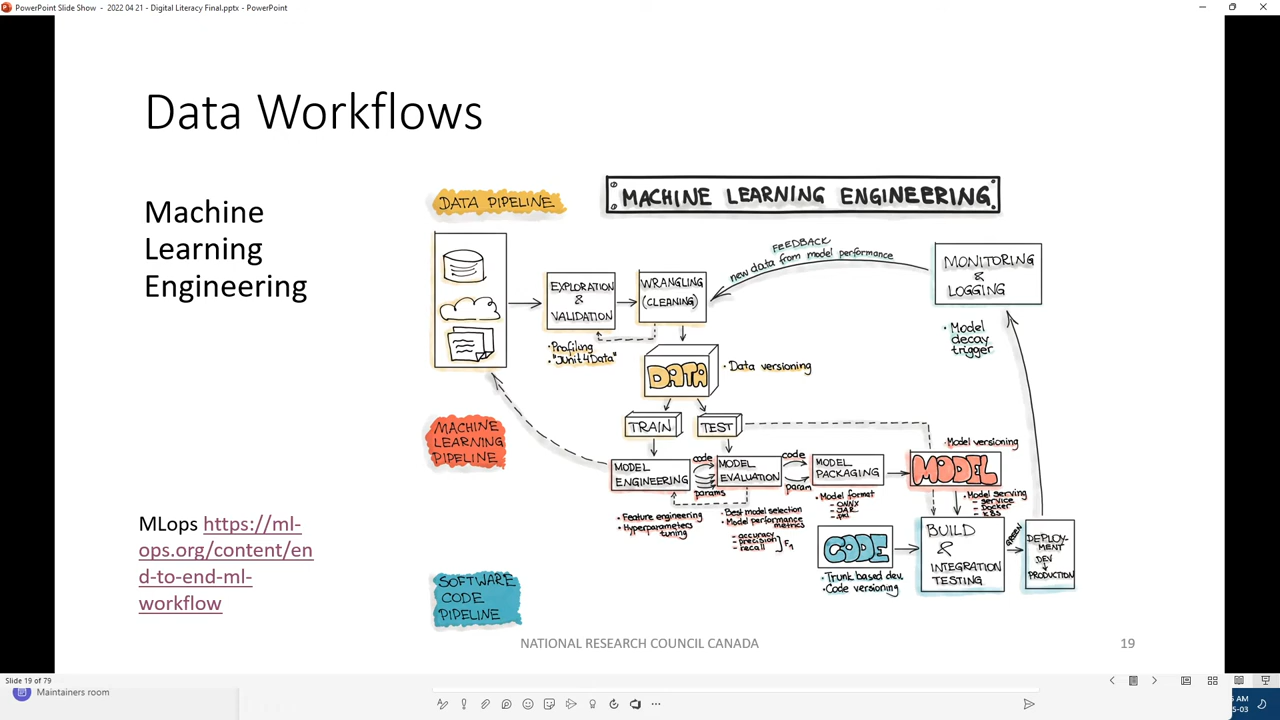 PowerPoint Slide Show - 2022 04 21 - Digital Literacy Final.pptx - PowerPoint
Data Workflows
Machine
Learning
Engineering
MLops https://ml-
ops.org/content/en
d-to-end-ml-
workflow
DATA PIPELINE
MACHINE LEARNING ENGINEERING
EXPLORATION
&
VALIDATION
• Profiling
• "JUnit4Data"
WRANGLING
(CLEANING)
FEEDBACK
new data from model performance
MONITORING
&
LOGGING
• Model
decay
trigger
DATA
• Data versioning
TRAIN
TEST
MACHINE
LEARNING
PIPELINE
MODEL
ENGINEERING
• Feature engineering
• Hyperparameters
tuning
code
params
MODEL
EVALUATION
• Best model selection
• Model performance
metrics
- accuracy
- precision
- recall
F1
code
param
MODEL
PACKAGING
• Model format
MODEL
• Model versioning
• Model serving
- service
- Docker
- K8S
CODE
• Trunk based dev.
• Code versioning
BUILD
&
INTEGRATION
TESTING
GREEN
DEPLOY-
MENT
DEV
PRODUCTION
SOFTWARE
CODE
PIPELINE
NATIONAL RESEARCH COUNCIL CANADA
19
Slide 19 of 79
Maintainers room